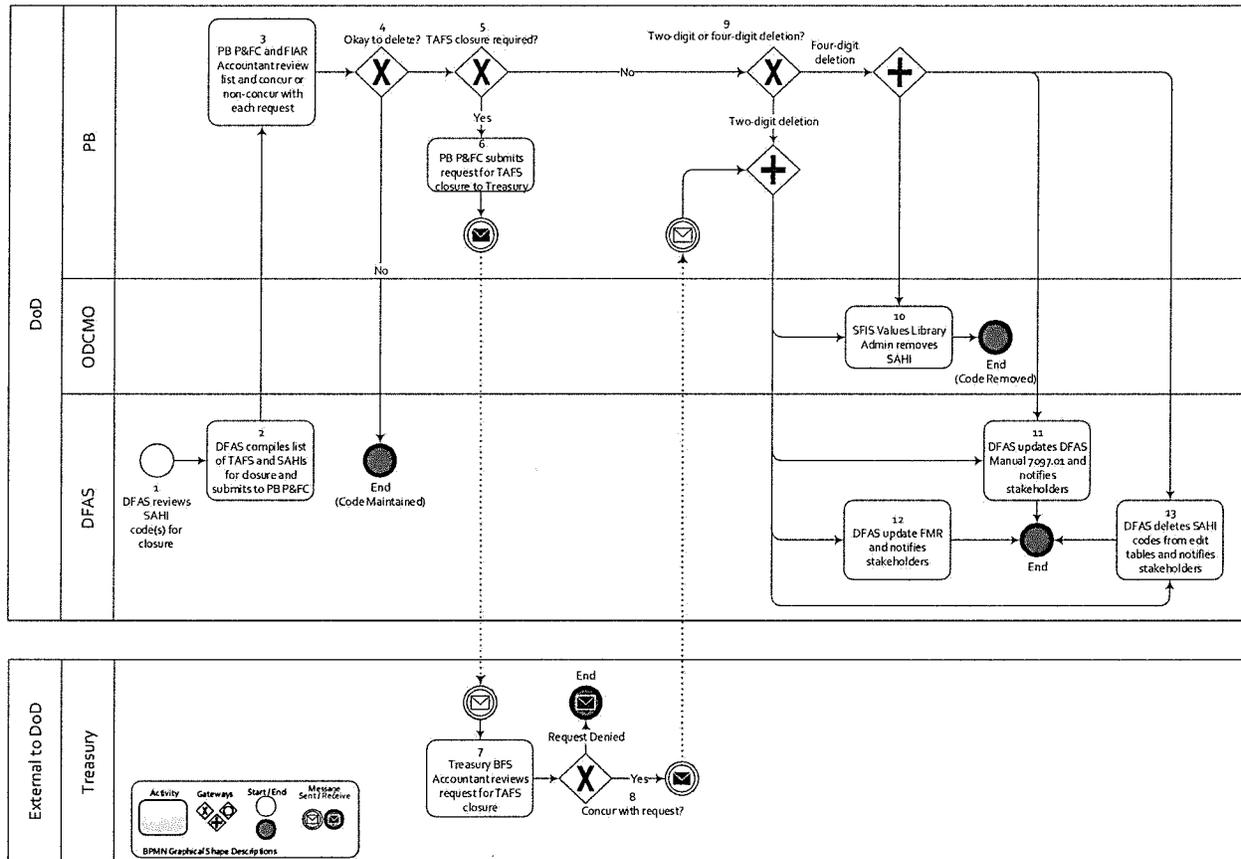 DoD
PB
ODCMO
DFAS
3
PB P&FC and FIAR
Accountant review
list and concur or
non-concur with
each request
4
Okay to delete?
5
TAFS closure required?
No
Yes
6
PB P&FC submits
request for TAFS
closure to Treasury
No
9
Two-digit or four-digit deletion?
Four-digit
deletion
Two-digit deletion
10
SFIS Values Library
Admin removes
SAHI
End
(Code Removed)
1
DFAS reviews
SAHI
code(s) for
closure
2
DFAS compiles list
of TAFS and SAHIs
for closure and
submits to PB P&FC
End
(Code Maintained)
11
DFAS updates DFAS
Manual 7097.01 and
notifies
stakeholders
12
DFAS update FMR
and notifies
stakeholders
End
13
DFAS deletes SAHI
codes from edit
tables and notifies
stakeholders
External to DoD
Treasury
7
Treasury BFS
Accountant reviews
request for TAFS
closure
End
Request Denied
Yes
8
Concur with request?
Activity
Gateways
Start/End
Message
Sent/Receive
BPMN Graphical Shape Descriptions